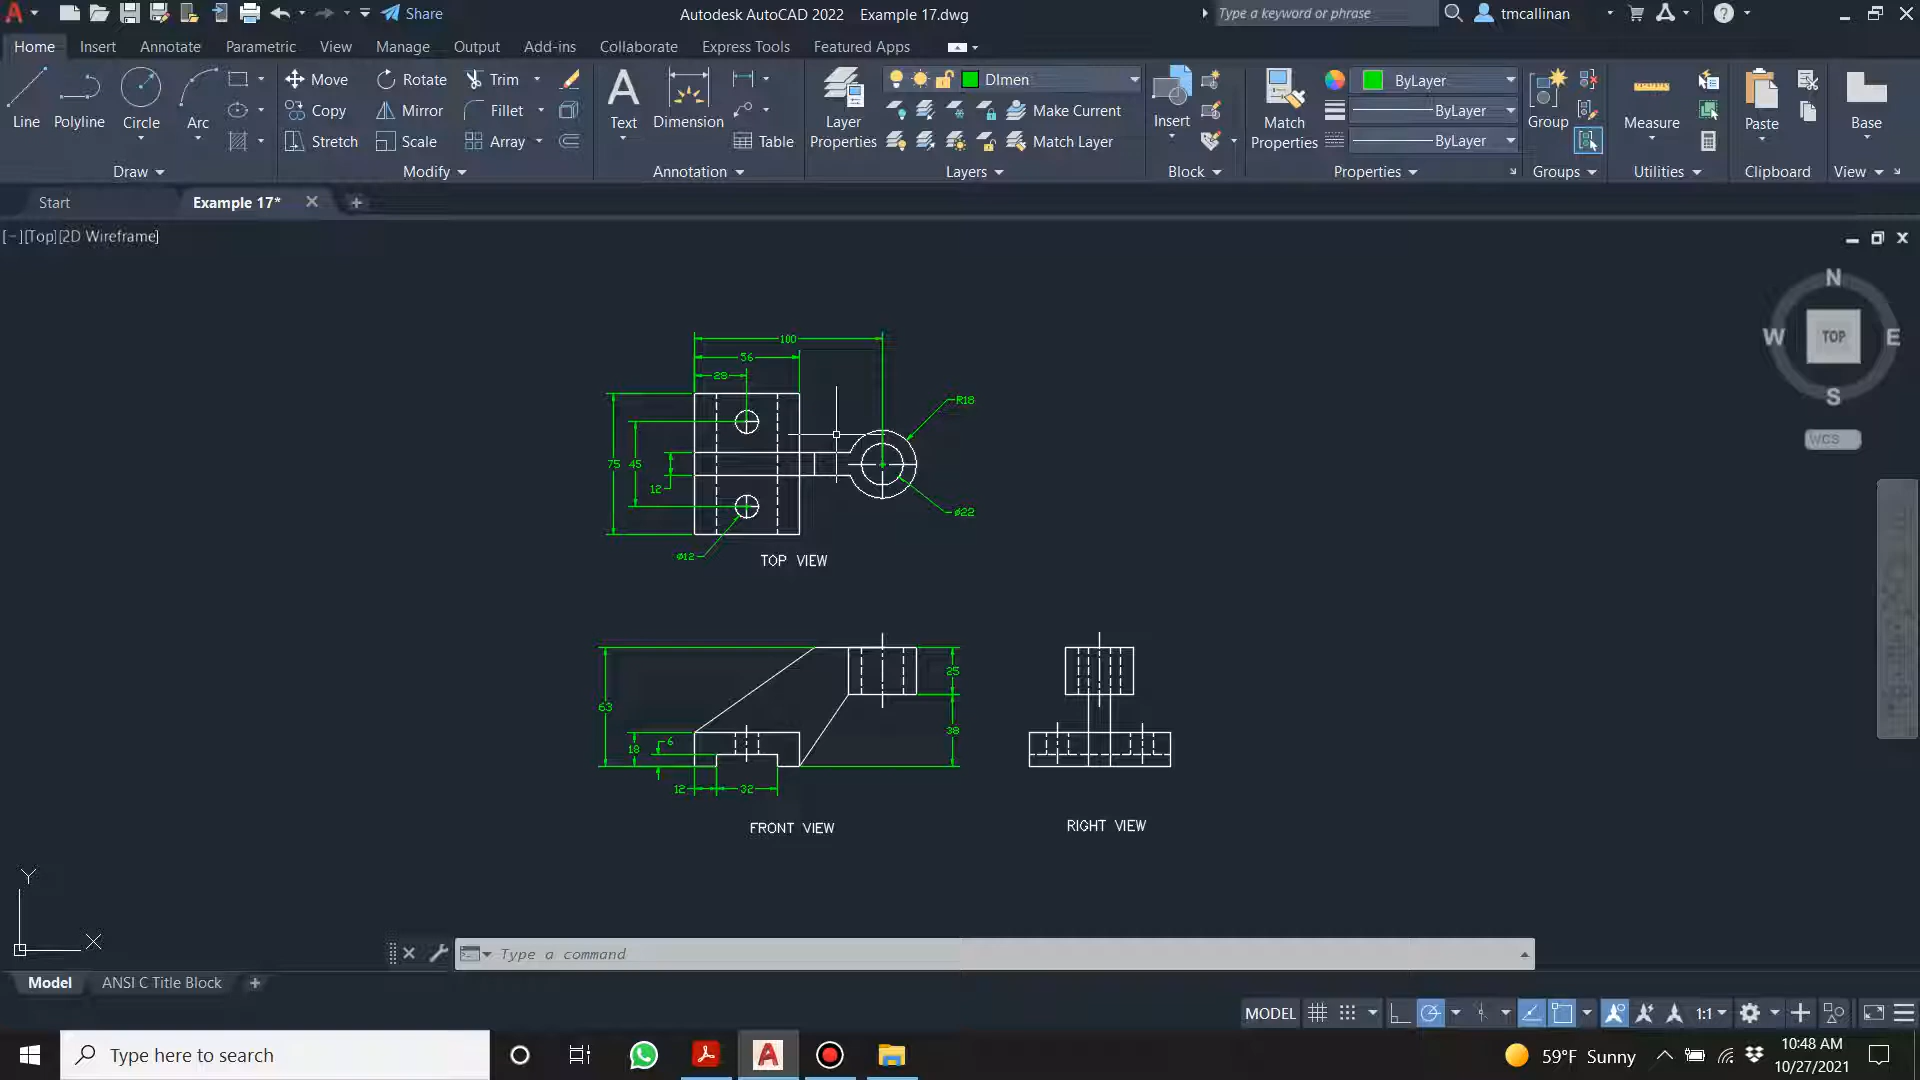 Share
Autodesk AutoCAD 2022 Example 17.dwg
Type a keyword or phrase
tmcallinan
Home Insert Annotate Parametric View Manage Output Add-ins Collaborate Express Tools Featured Apps
Line
Polyline
Circle
Arc
Move
Rotate
Trim
Copy
Mirror
Fillet
Stretch
Scale
Array
Text
Dimension
Table
Layer Properties
DImen
Make Current
Match Layer
Insert
Match Properties
ByLayer
ByLayer
ByLayer
Group
Measure
Paste
Base
Draw
Modify
Annotation
Layers
Block
Properties
Groups
Utilities
Clipboard
View
Start
Example 17*
[−][Top][2D Wireframe]
N
W
TOP
E
S
WCS
100
56
28
R18
75
45
12
ø22
ø12
TOP VIEW
25
63
38
6
18
12
32
FRONT VIEW
RIGHT VIEW
Y
X
Type a command
Model
ANSI C Title Block
MODEL
1:1
Type here to search
59°F Sunny
10:48 AM
10/27/2021